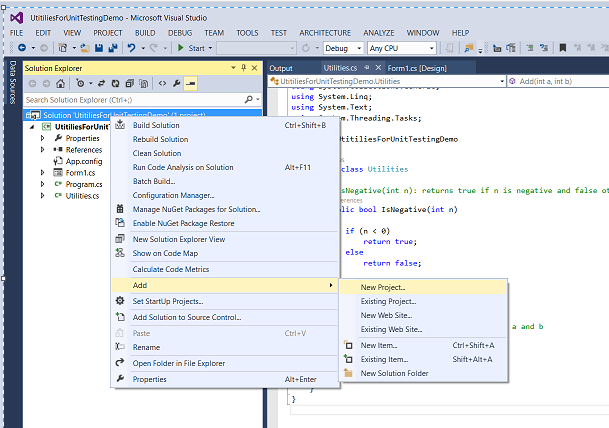 UtitiliesForUnitTestingDemo - Microsoft Visual Studio
FILE EDIT VIEW PROJECT BUILD DEBUG TEAM TOOLS TEST ARCHITECTURE ANALYZE WINDOW HELP
Start Debug Any CPU
Data Sources
Solution Explorer
Search Solution Explorer (Ctrl+;)
Solution 'UtitiliesForUnitTestingDemo' (1 project)
UtitiliesForUnit
Properties
References
App.config
Form1.cs
Program.cs
Utilities.cs
Build Solution Ctrl+Shift+B
Rebuild Solution
Clean Solution
Run Code Analysis on Solution Alt+F11
Batch Build...
Configuration Manager...
Manage NuGet Packages for Solution...
Enable NuGet Package Restore
New Solution Explorer View
Show on Code Map
Calculate Code Metrics
Add
Set StartUp Projects...
Add Solution to Source Control...
Paste Ctrl+V
Rename
Open Folder in File Explorer
Properties Alt+Enter
New Project...
Existing Project...
New Web Site...
Existing Web Site...
New Item... Ctrl+Shift+A
Existing Item... Shift+Alt+A
New Solution Folder
Output Utilities.cs Form1.cs [Design]
UtitiliesForUnitTestingDemo.Utilities Add(int a, int b)
using System.Linq;
using System.Text;
System.Threading.Tasks;
UtitiliesForUnitTestingDemo
class Utilities
IsNegative(int n): returns true if n is negative and false
bool IsNegative(int n)
if (n < 0)
return true;
else
return false;
a and b
}
}